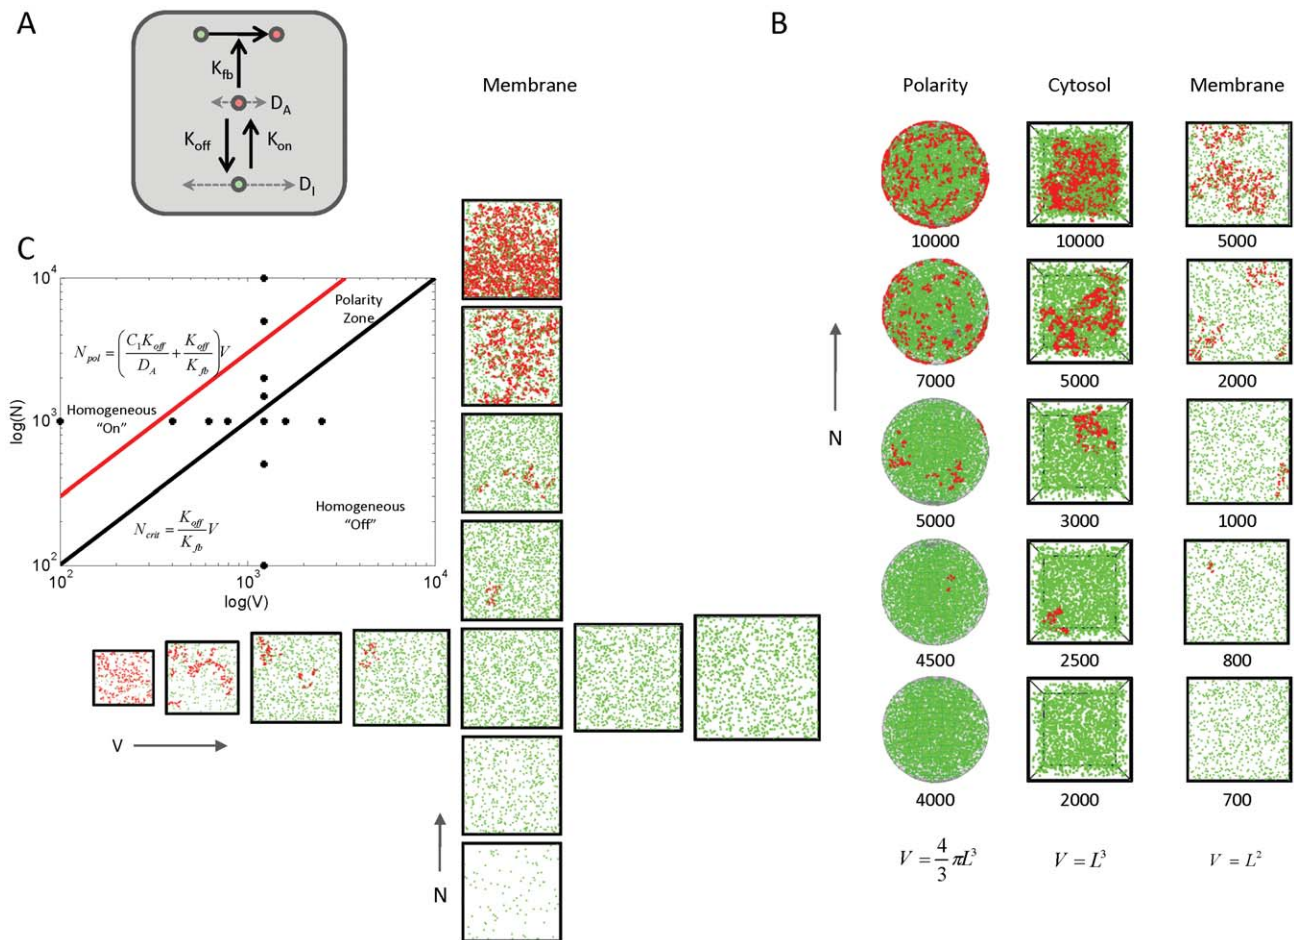 A
K_fb
D_A
K_off
K_on
D_I
Membrane
B
Polarity Cytosol Membrane
10000 10000 5000
7000 5000 2000
5000 3000 1000
4500 2500 800
4000 2000 700
N
V = 4/3 πL^3
V = L^3
V = L^2
C
log(N)
10^4
10^3
10^2
N_pol = (C_1 K_off / D_A + K_off / K_fb) V
Polarity
Zone
Homogeneous
"On"
N_crit = K_off / K_fb V
Homogeneous
"Off"
10^2 10^3 10^4
log(V)
V
N